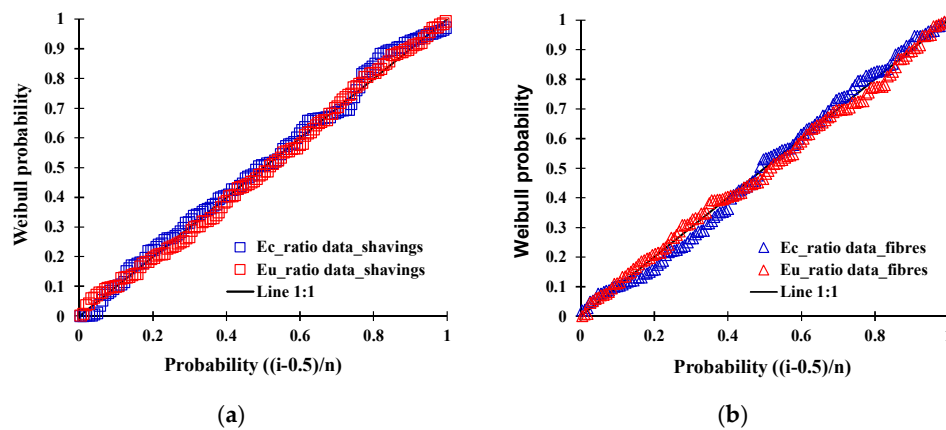 (a)
Weibull probability
1
0.9
0.8
0.7
0.6
0.5
0.4
0.3
0.2
0.1
0
Ec_ratio data_shavings
Eu_ratio data_shavings
Line 1:1
0 0.2 0.4 0.6 0.8 1
Probability ((i-0.5)/n)
(a)
(b)
Weibull probability
1
0.9
0.8
0.7
0.6
0.5
0.4
0.3
0.2
0.1
0
Ec_ratio data_fibres
Eu_ratio data_fibres
Line 1:1
0 0.2 0.4 0.6 0.8 1
Probability ((i-0.5)/n)
(b)